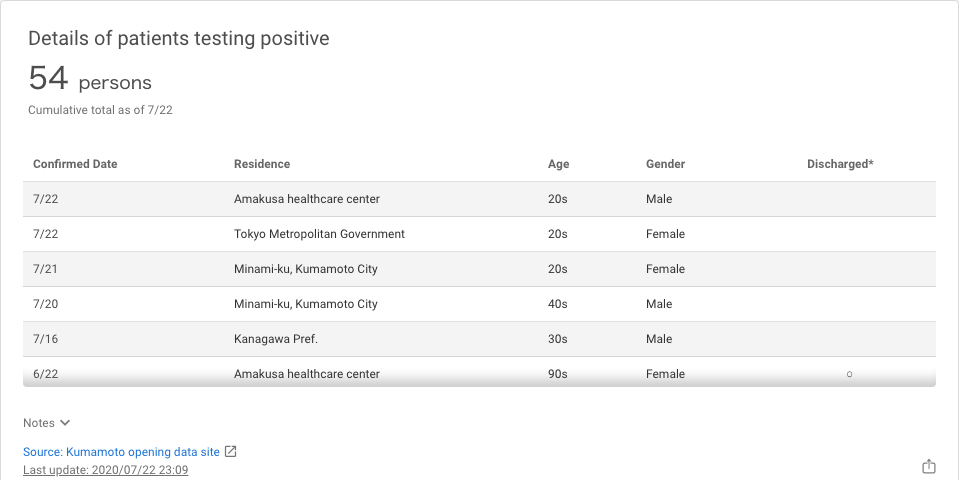 Details of patients testing positive
54 persons
Cumulative total as of 7/22
Confirmed Date Residence Age Gender Discharged*
7/22 Amakusa healthcare center 20s Male
7/22 Tokyo Metropolitan Government 20s Female
7/21 Minami-ku, Kumamoto City 20s Female
7/20 Minami-ku, Kumamoto City 40s Male
7/16 Kanagawa Pref. 30s Male
6/22 Amakusa healthcare center 90s Female ○
Notes
Source: Kumamoto opening data site
Last update: 2020/07/22 23:09